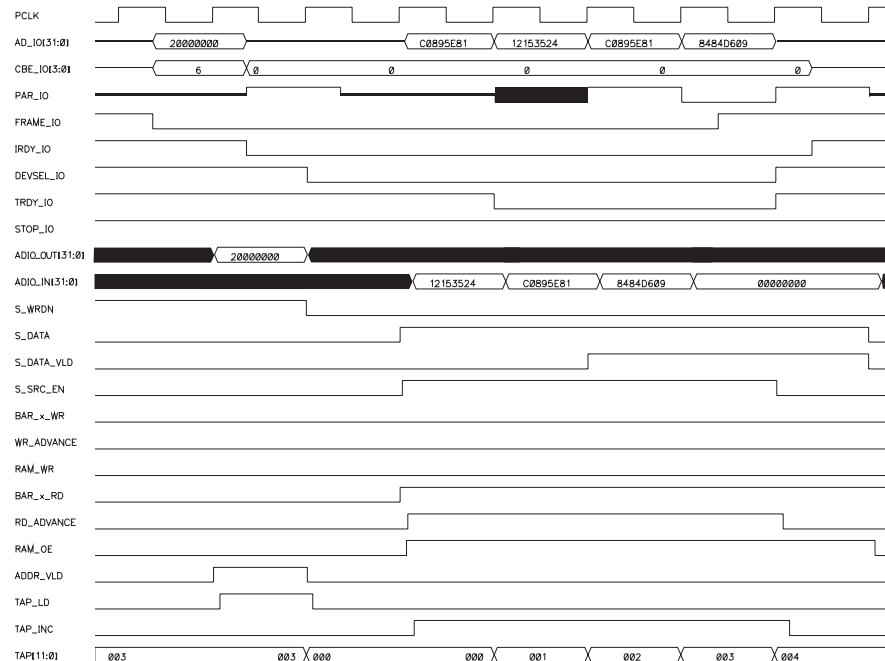 PCLK
AD_IO[31:0] 20000000 C0895E81 12153524 C0895E81 8484D609
CBE_IO[3:0] 6 0 0 0 0 0
PAR_IO
FRAME_IO
IRDY_IO
DEVSEL_IO
TRDY_IO
STOP_IO
ADIO_OUT[31:0] 20000000
ADIO_IN[31:0] 12153524 C0895E81 8484D609 00000000
S_WRDN
S_DATA
S_DATA_VLD
S_SRC_EN
BAR_x_WR
WR_ADVANCE
RAM_WR
BAR_x_RD
RD_ADVANCE
RAM_OE
ADDR_VLD
TAP_LD
TAP_INC
TAP[11:0] 003 003 000 000 001 002 003 004